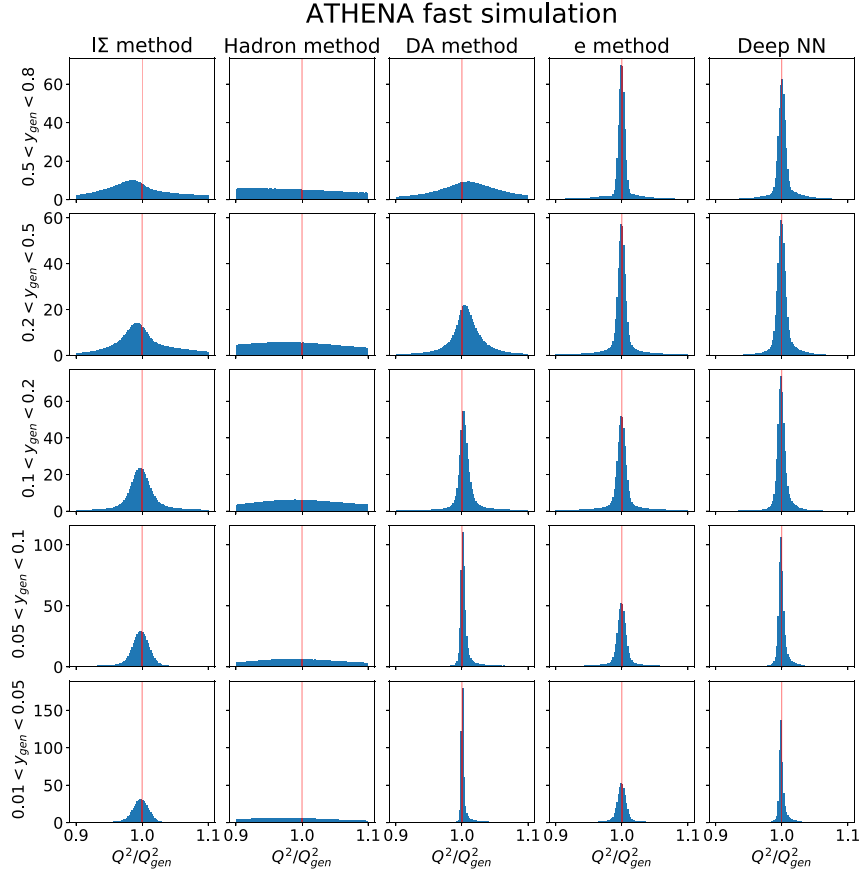 ATHENA fast simulation
IΣ method Hadron method DA method e method Deep NN
0.5 < y_gen < 0.8
60
40
20
0
0.2 < y_gen < 0.5
60
40
20
0
0.1 < y_gen < 0.2
60
40
20
0
0.05 < y_gen < 0.1
100
50
0
0.01 < y_gen < 0.05
150
100
50
0
0.9 1.0 1.1 0.9 1.0 1.1 0.9 1.0 1.1 0.9 1.0 1.1 0.9 1.0 1.1
Q²/Q²_gen Q²/Q²_gen Q²/Q²_gen Q²/Q²_gen Q²/Q²_gen